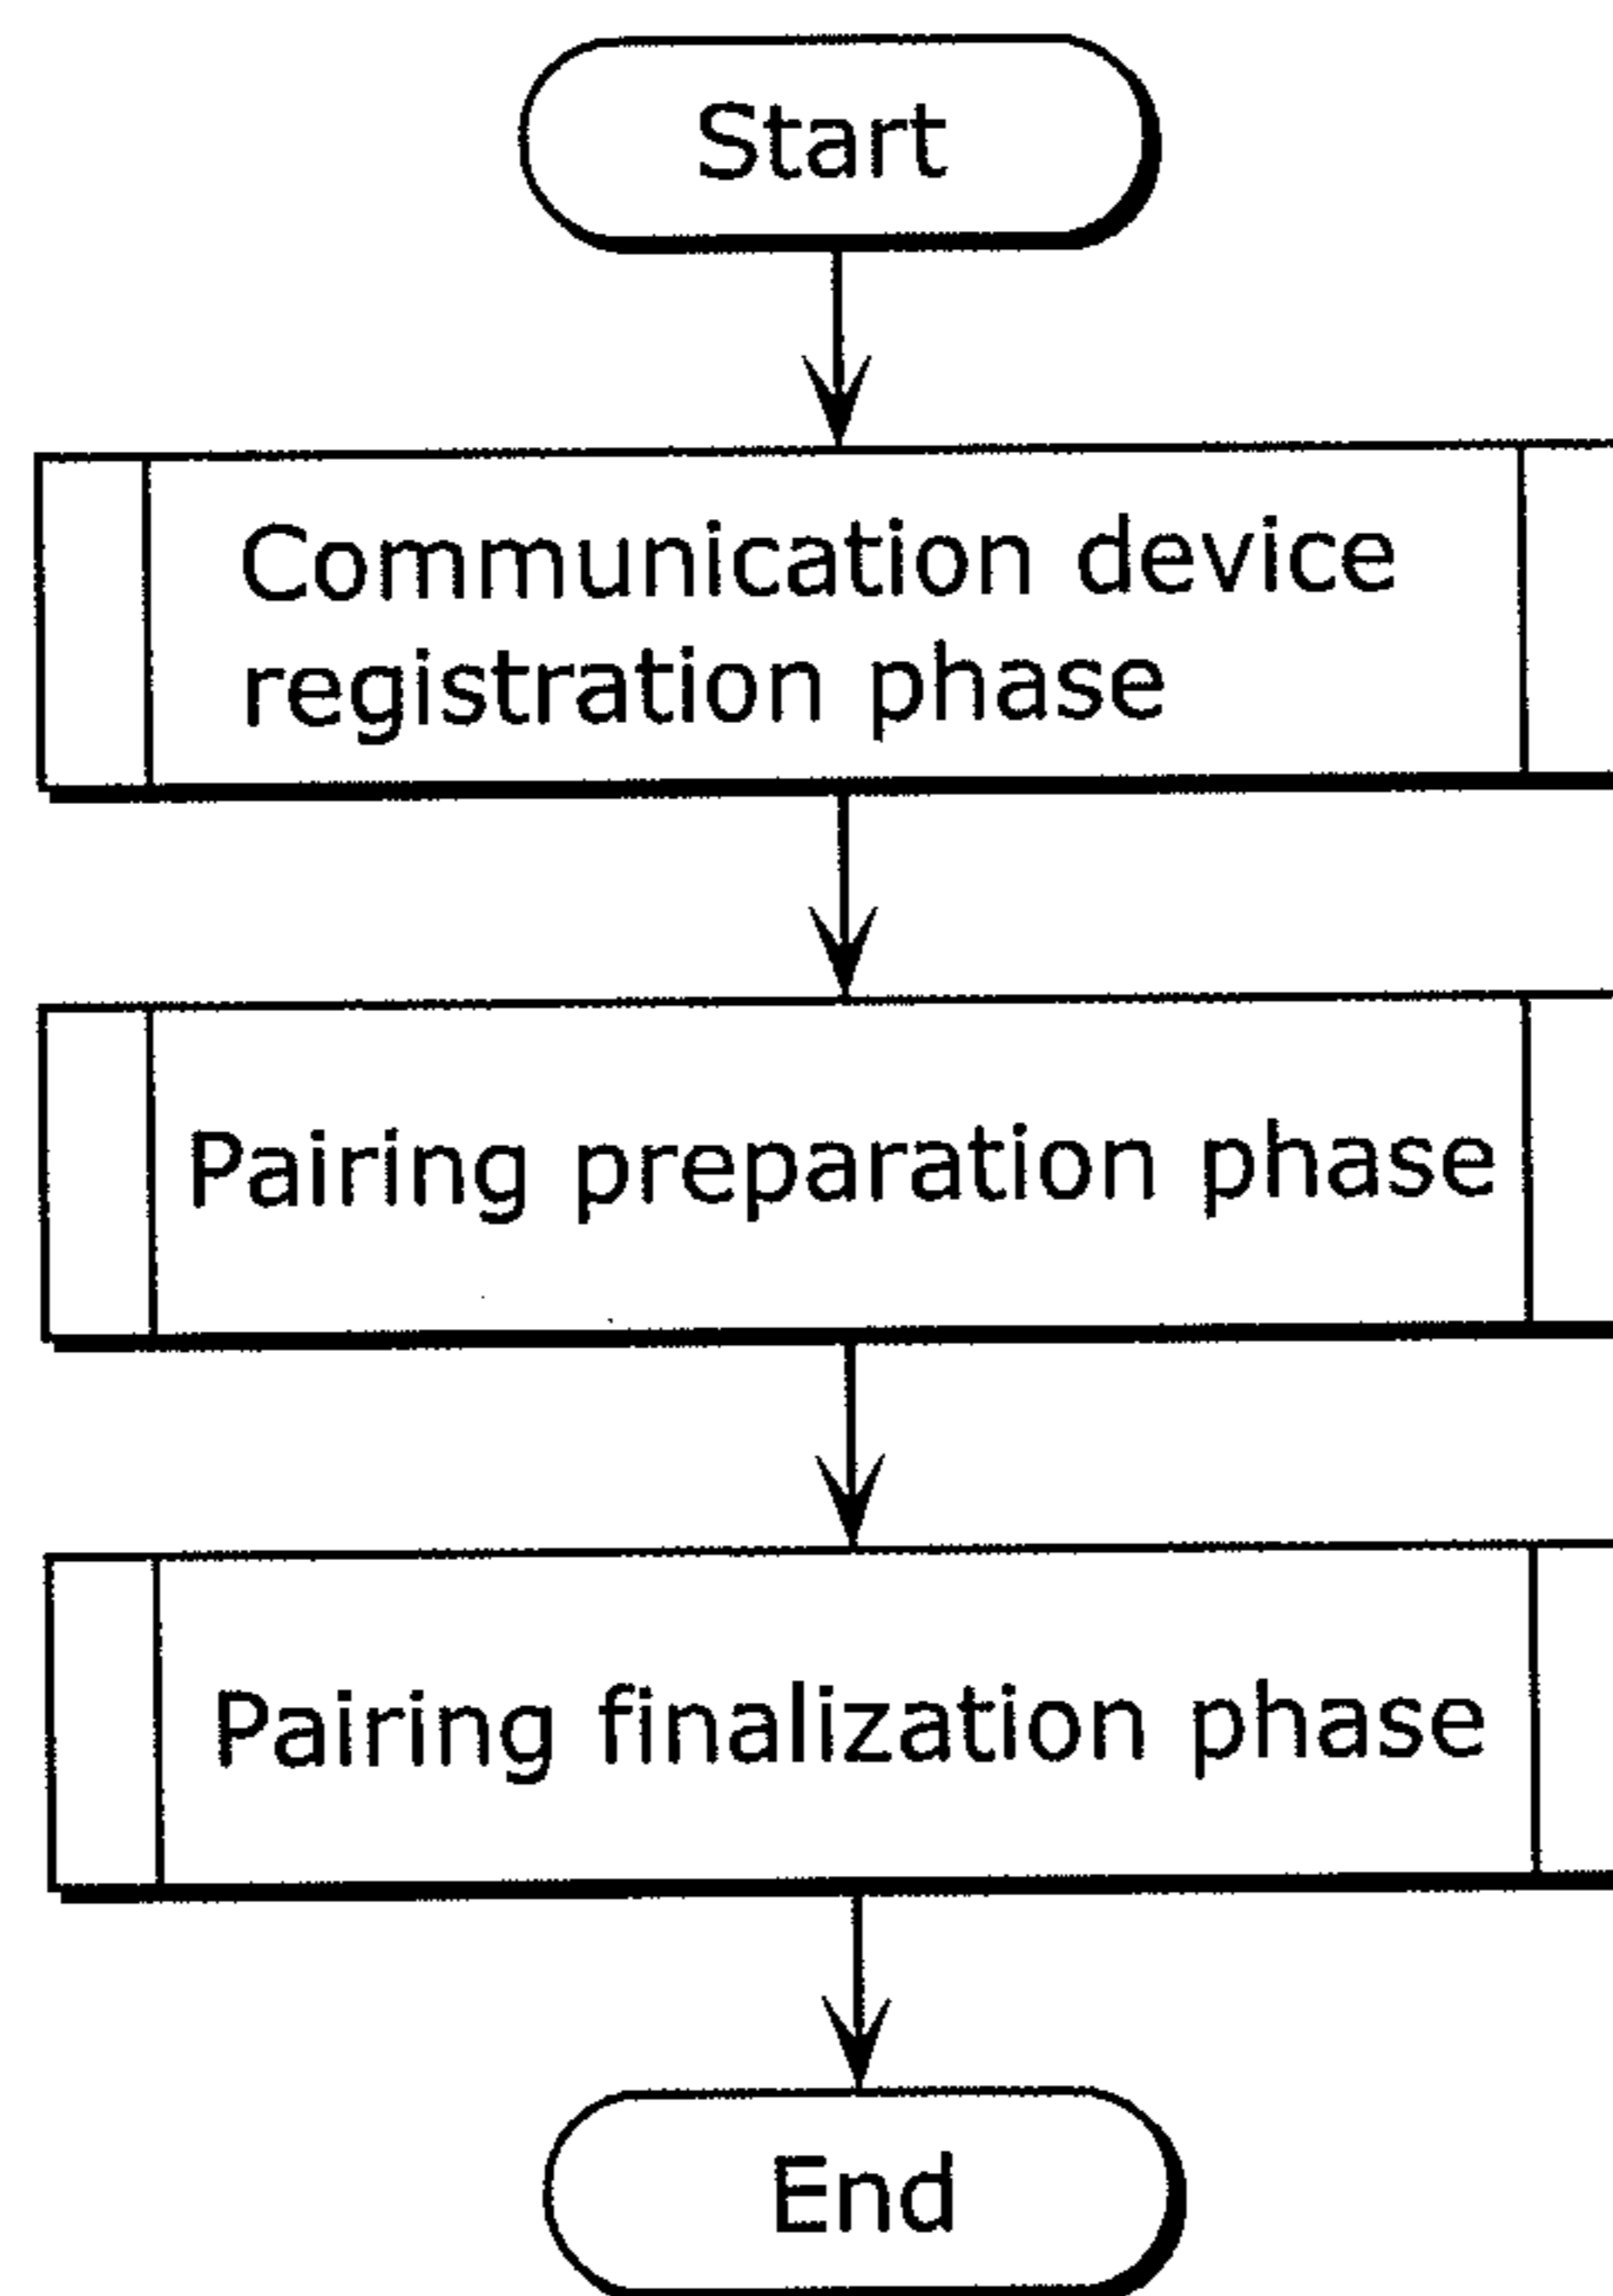 Start
Communication device
registration phase
Pairing preparation phase
Pairing finalization phase
End